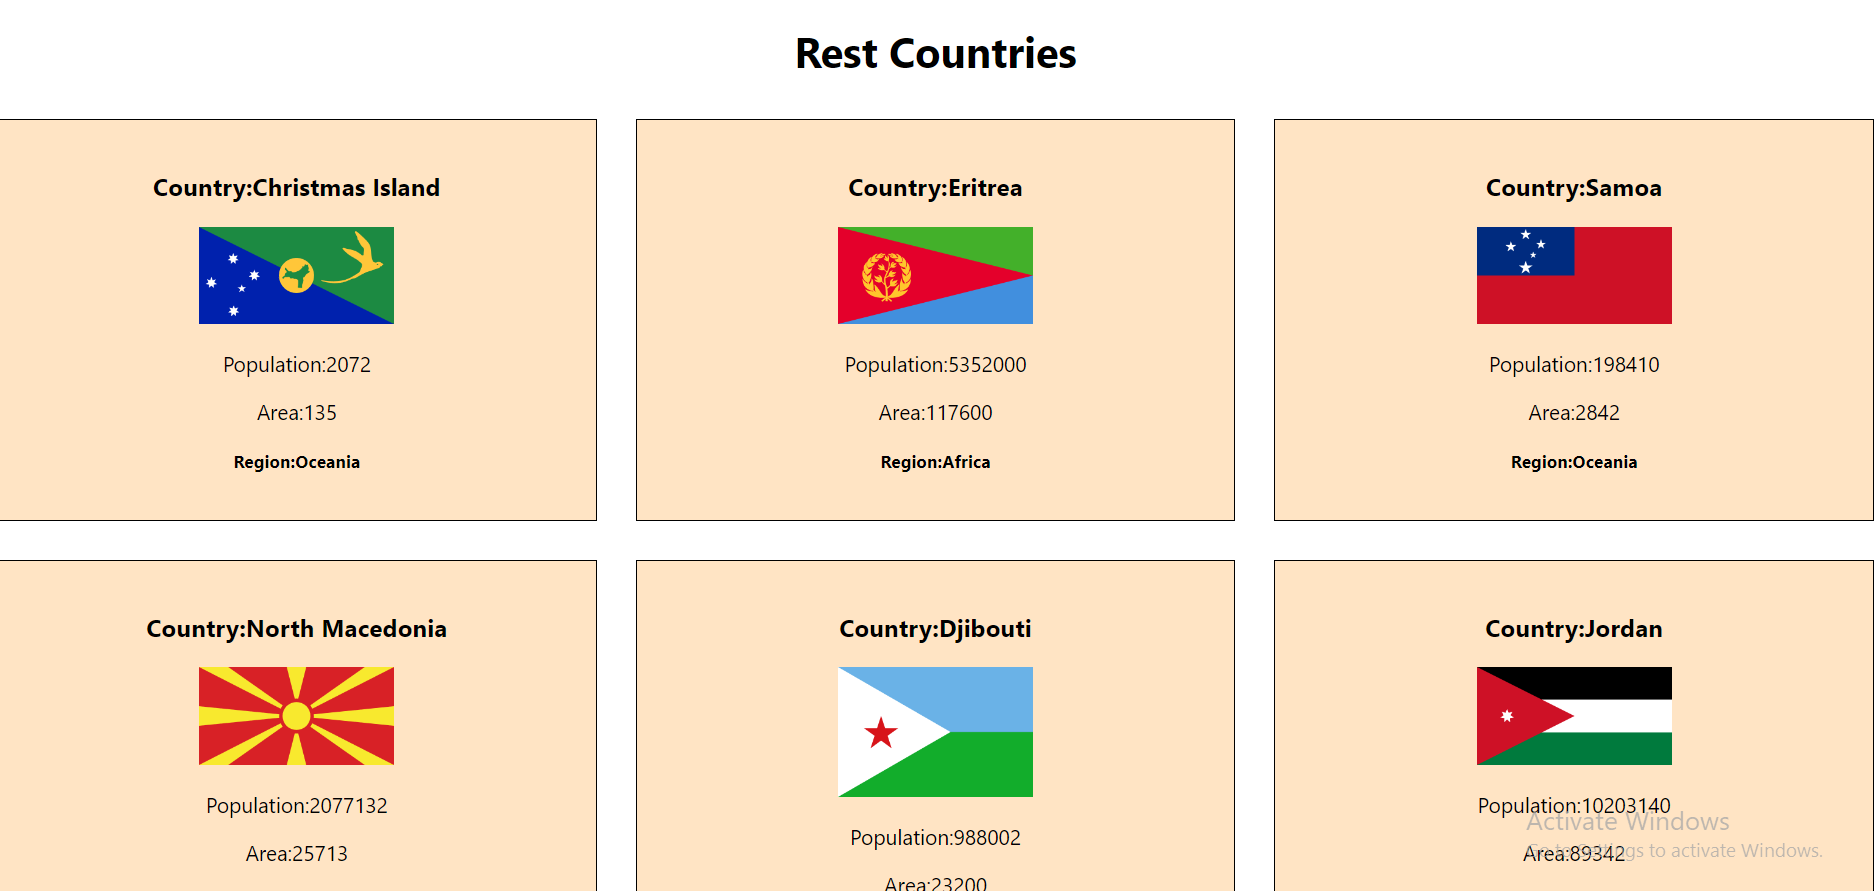 Rest Countries
Country:Christmas Island
Population:2072
Area:135
Region:Oceania
Country:Eritrea
Population:5352000
Area:117600
Region:Africa
Country:Samoa
Population:198410
Area:2842
Region:Oceania
Country:North Macedonia
Population:2077132
Area:25713
Country:Djibouti
Population:988002
Area:23200
Country:Jordan
Population:10203140
Area:89342
Activate Windows
Go to Settings to activate Windows.